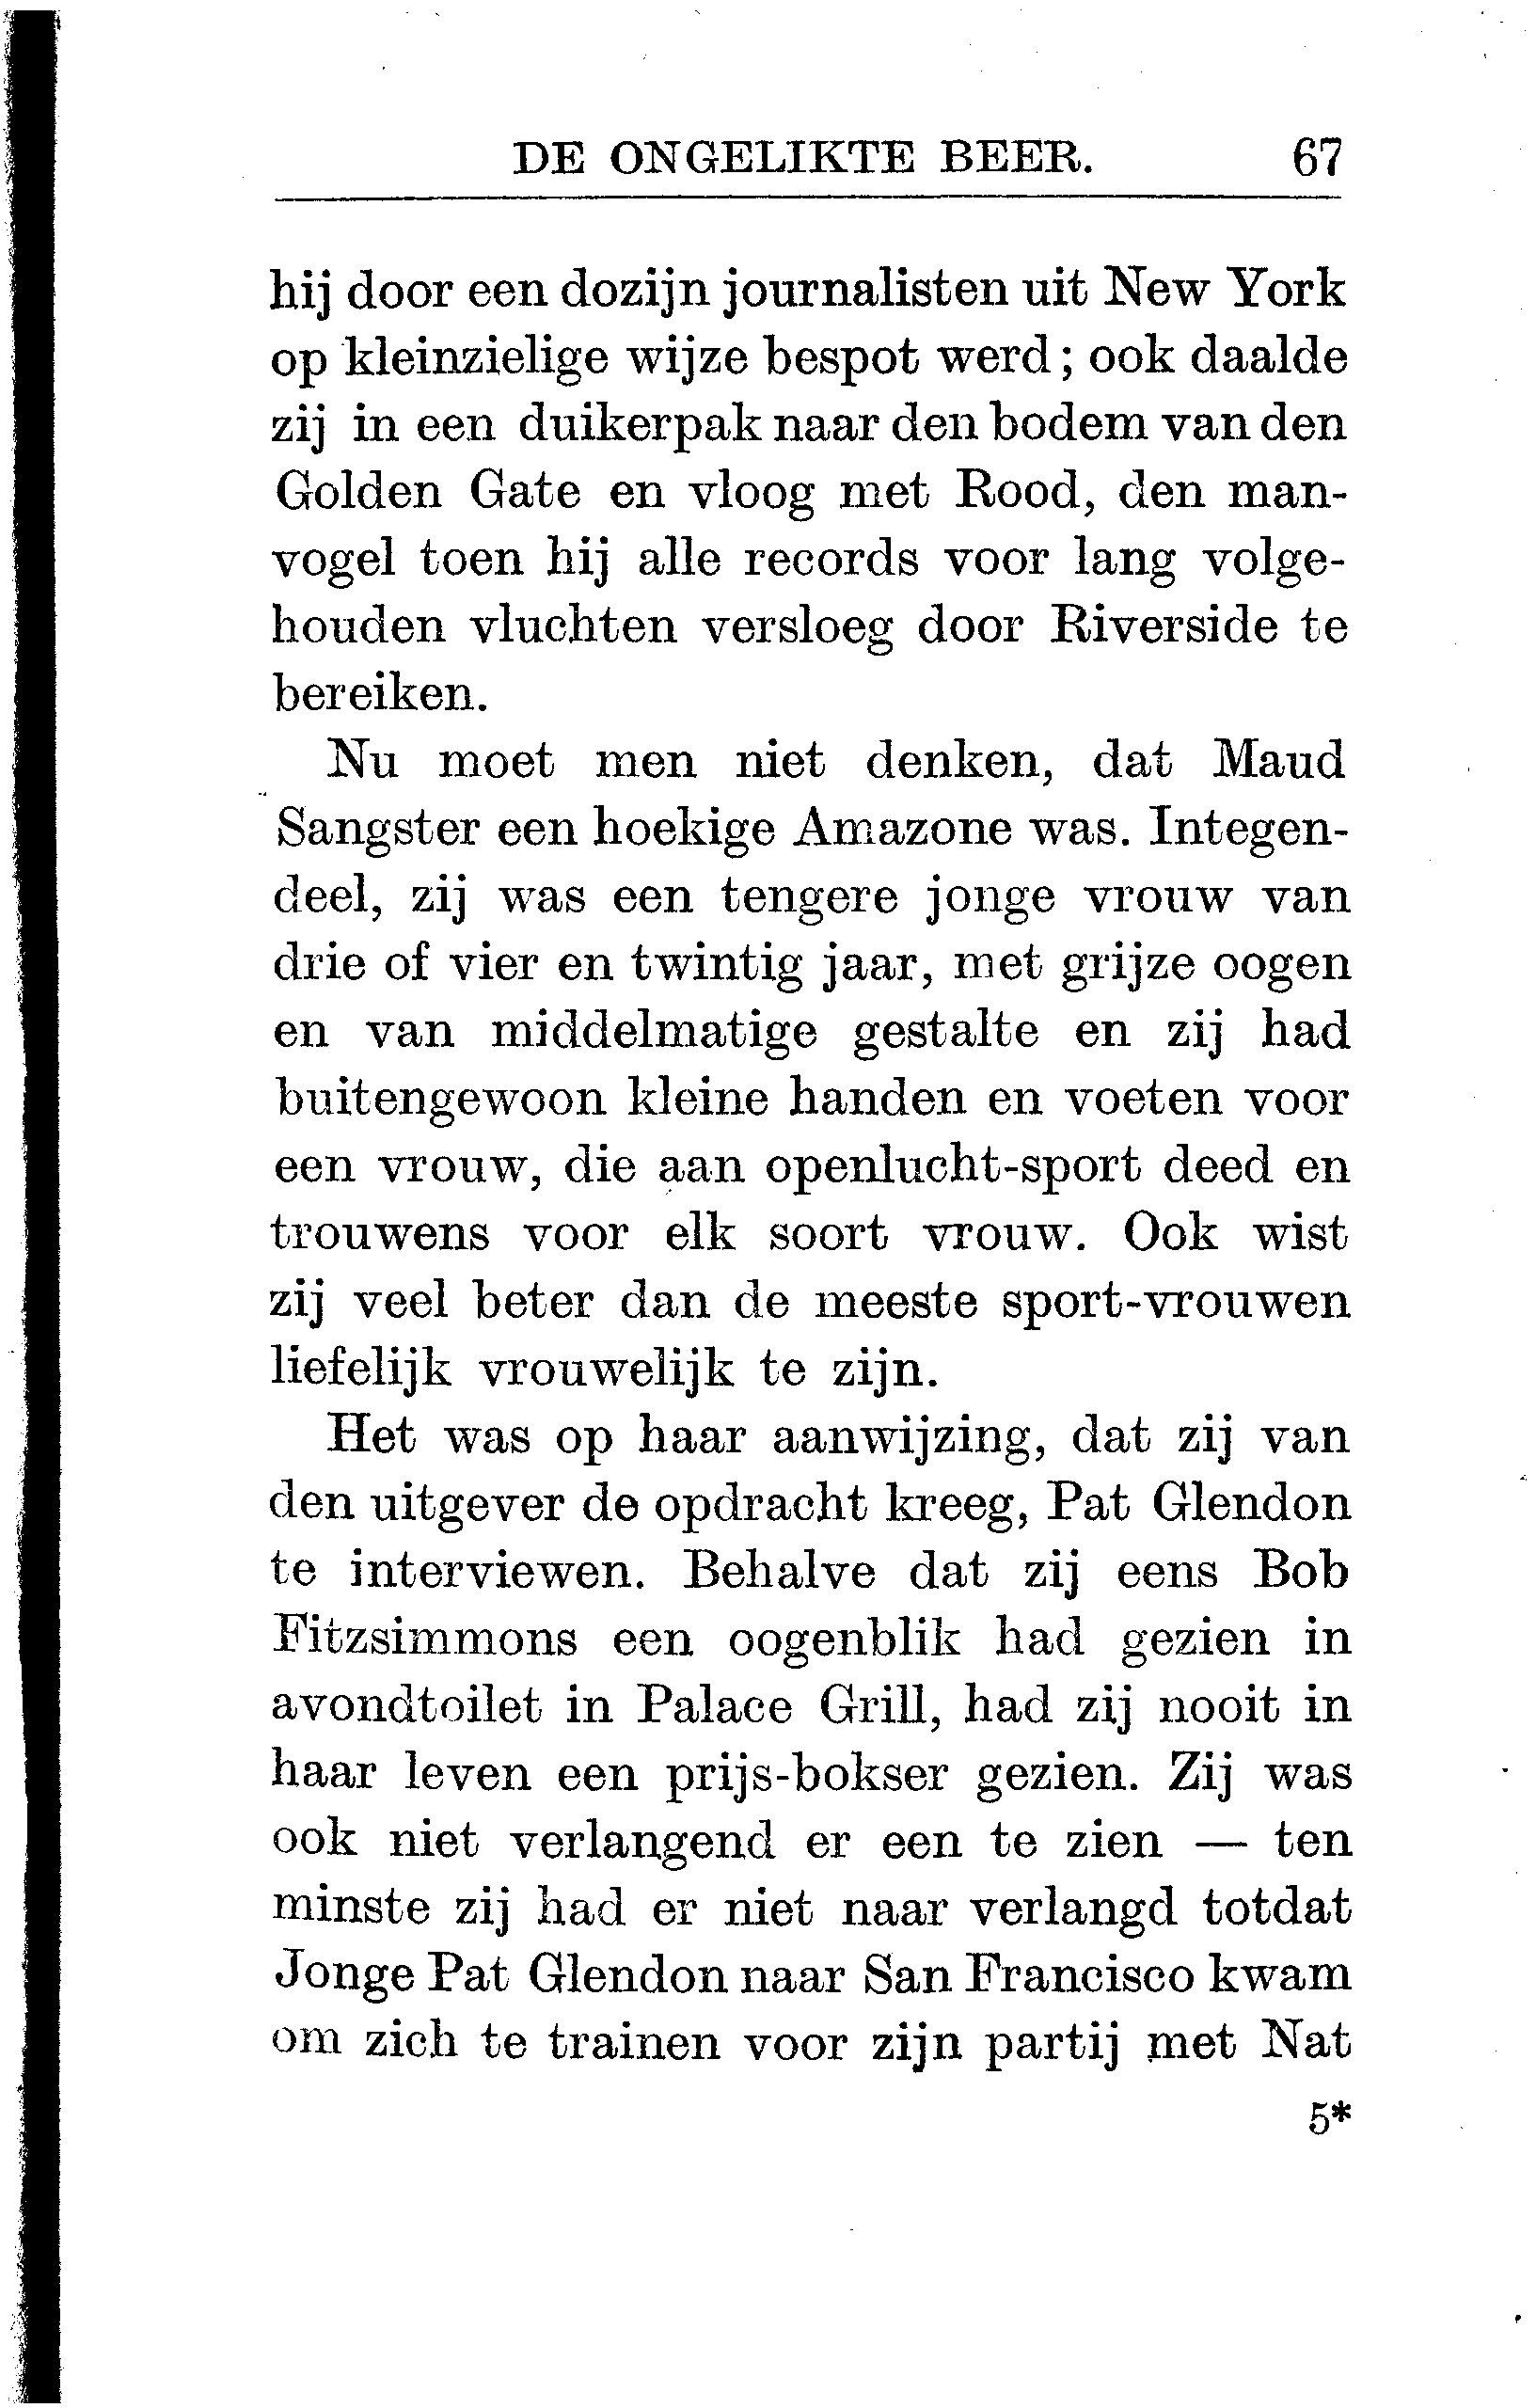 DE ONGELIKTE BEER. 67
hij door een dozijn journalisten uit New York
op kleinzielige wijze bespot werd; ook daalde
zij in een duikerpak naar den bodem van den
Golden Gate en vloog met Rood, den man-
vogel toen hij alle records voor lang volge-
houden vluchten versloeg door Riverside te
bereiken.
Nu moet men niet denken, dat Maud
Sangster een hoekige Amazone was. Integen-
deel, zij was een tengere jonge vrouw van
drie of vier en twintig jaar, met grijze oogen
en van middelmatige gestalte en zij had
buitengewoon kleine handen en voeten voor
een vrouw, die aan openlucht-sport deed en
trouwens voor elk soort vrouw. Ook wist
zij veel beter dan de meeste sport-vrouwen
liefelijk vrouwelijk te zijn.
Het was op haar aanwijzing, dat zij van
den uitgever de opdracht kreeg, Pat Glendon
te interviewen. Behalve dat zij eens Bob
Fitzsimmons een oogenblik had gezien in
avondtoilet in Palace Grill, had zij nooit in
haar leven een prijs-bokser gezien. Zij was
ook niet verlangend er een te zien — ten
minste zij had er niet naar verlangd totdat
Jonge Pat Glendon naar San Francisco kwam
om zich te trainen voor zijn partij met Nat
5*